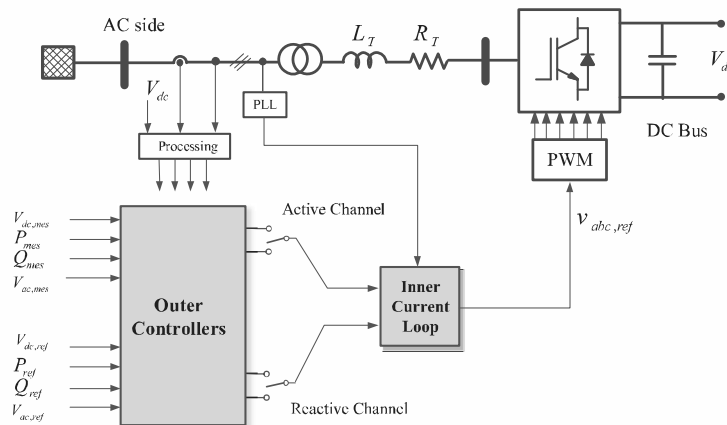 AC side
L_T
R_T
V_dc
PLL
Processing
V_d
DC Bus
PWM
v_abc,ref
Active Channel
V_dc,mes
P_mes
Q_mes
V_ac,mes
Outer
Controllers
Inner
Current
Loop
V_dc,ref
P_ref
Q_ref
V_ac,ref
Reactive Channel